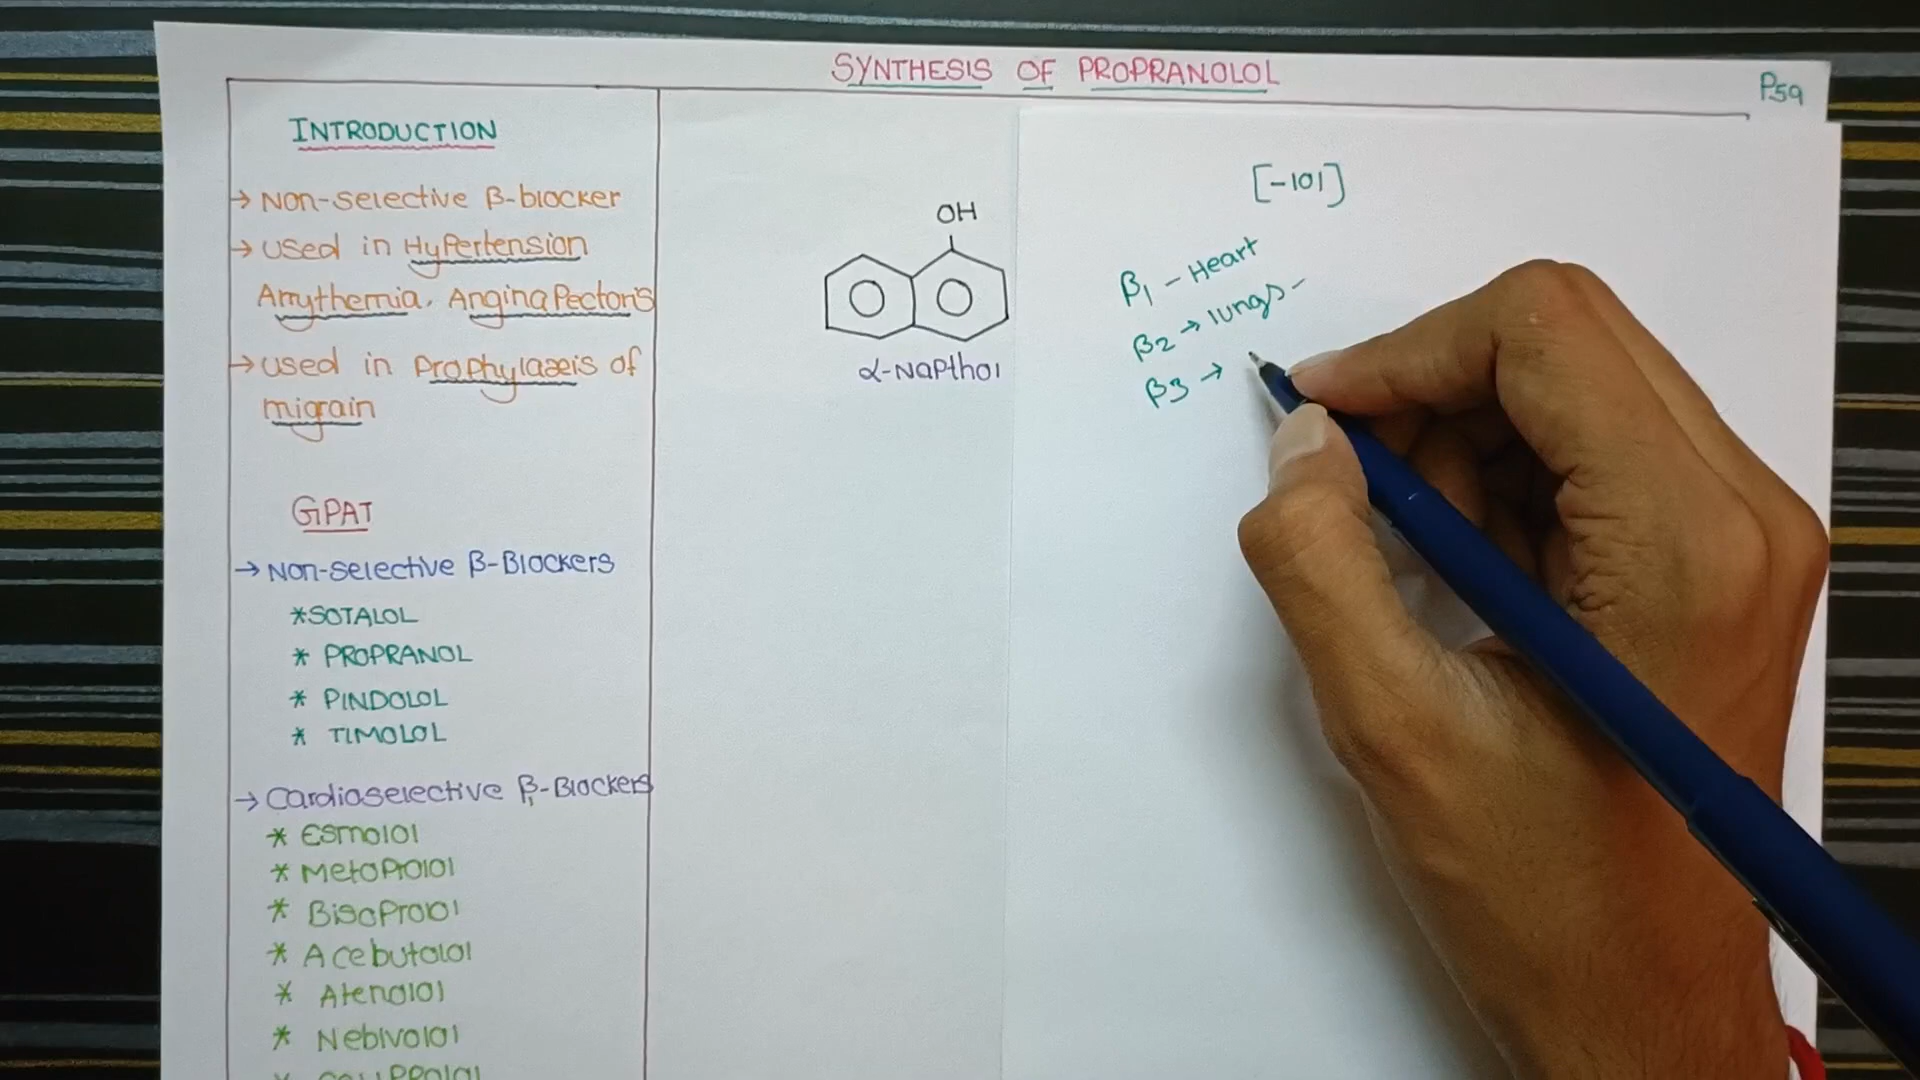 SYNTHESIS OF PROPRANOLOL
P59
INTRODUCTION
→ Non-selective β-blocker
→ used in Hypertension
Arrythemia, Angina Pectoris
→ used in Prophylaxeis of
migrain
GPAT
→ Non-selective β-Blockers
* SOTALOL
* PROPRANOL
* PINDOLOL
* TIMOLOL
→ Cardioselective β1-Blockers
* Esmolol
* Metoprolol
* Bisoprolol
* Acebutolol
* Atenolol
* Nebivolol
OH
α-Napthol
[-lol]
β1 - Heart
β2 → lungs -
β3 →